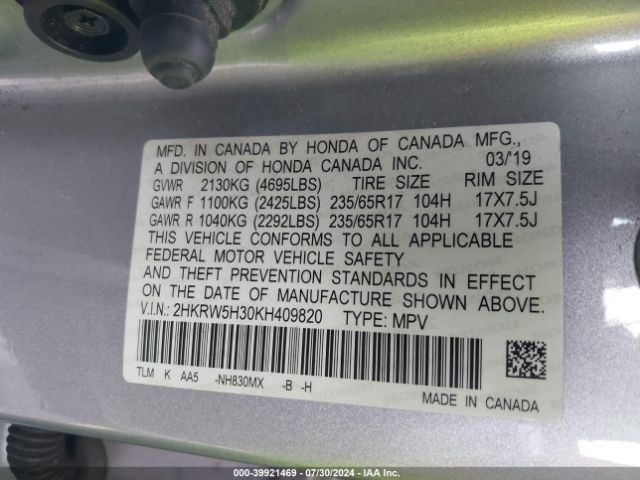 MFD. IN CANADA BY HONDA OF CANADA MFG.,
A DIVISION OF HONDA CANADA INC. 03/'19
GVWR 2130KG (4695LBS) TIRE SIZE RIM SIZE
GAWR F 1100KG (2425LBS) 235/65R17 104H 17X7.5J
GAWR R 1040KG (2292LBS) 235/65R17 104H 17X7.5J
THIS VEHICLE CONFORMS TO ALL APPLICABLE
FEDERAL MOTOR VEHICLE SAFETY
AND THEFT PREVENTION STANDARDS IN EFFECT
ON THE DATE OF MANUFACTURE SHOWN ABOVE.
V.I.N.: 2HKRW5H30KH409820 TYPE: MPV
TLM K AA5 -NH830MX -B -H
MADE IN CANADA
000-39921469 — 07/30/2024 — IAA Inc.